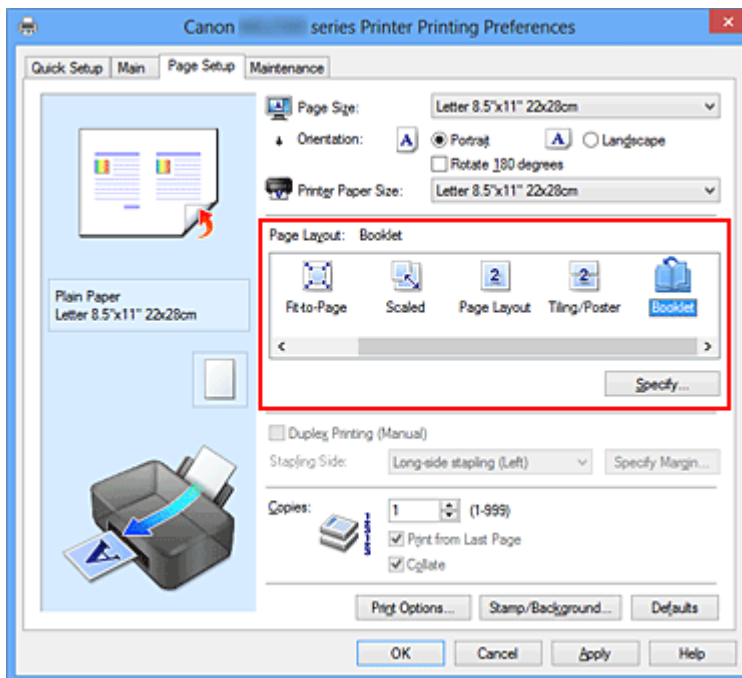 Canon series Printer Printing Preferences
Quick Setup Main Page Setup Maintenance
Page Size: Letter 8.5"x11" 22x28cm
Orientation: A Portrait A Landscape
Rotate 180 degrees
Printer Paper Size: Letter 8.5"x11" 22x28cm
Page Layout: Booklet
Fit-to-Page Scaled Page Layout Tiling/Poster Booklet
Specify...
Plain Paper
Letter 8.5"x11" 22x28cm
Duplex Printing (Manual)
Stapling Side: Long-side stapling (Left) Specify Margin...
Copies: 1 (1-999)
Print from Last Page
Collate
Print Options... Stamp/Background... Defaults
OK Cancel Apply Help